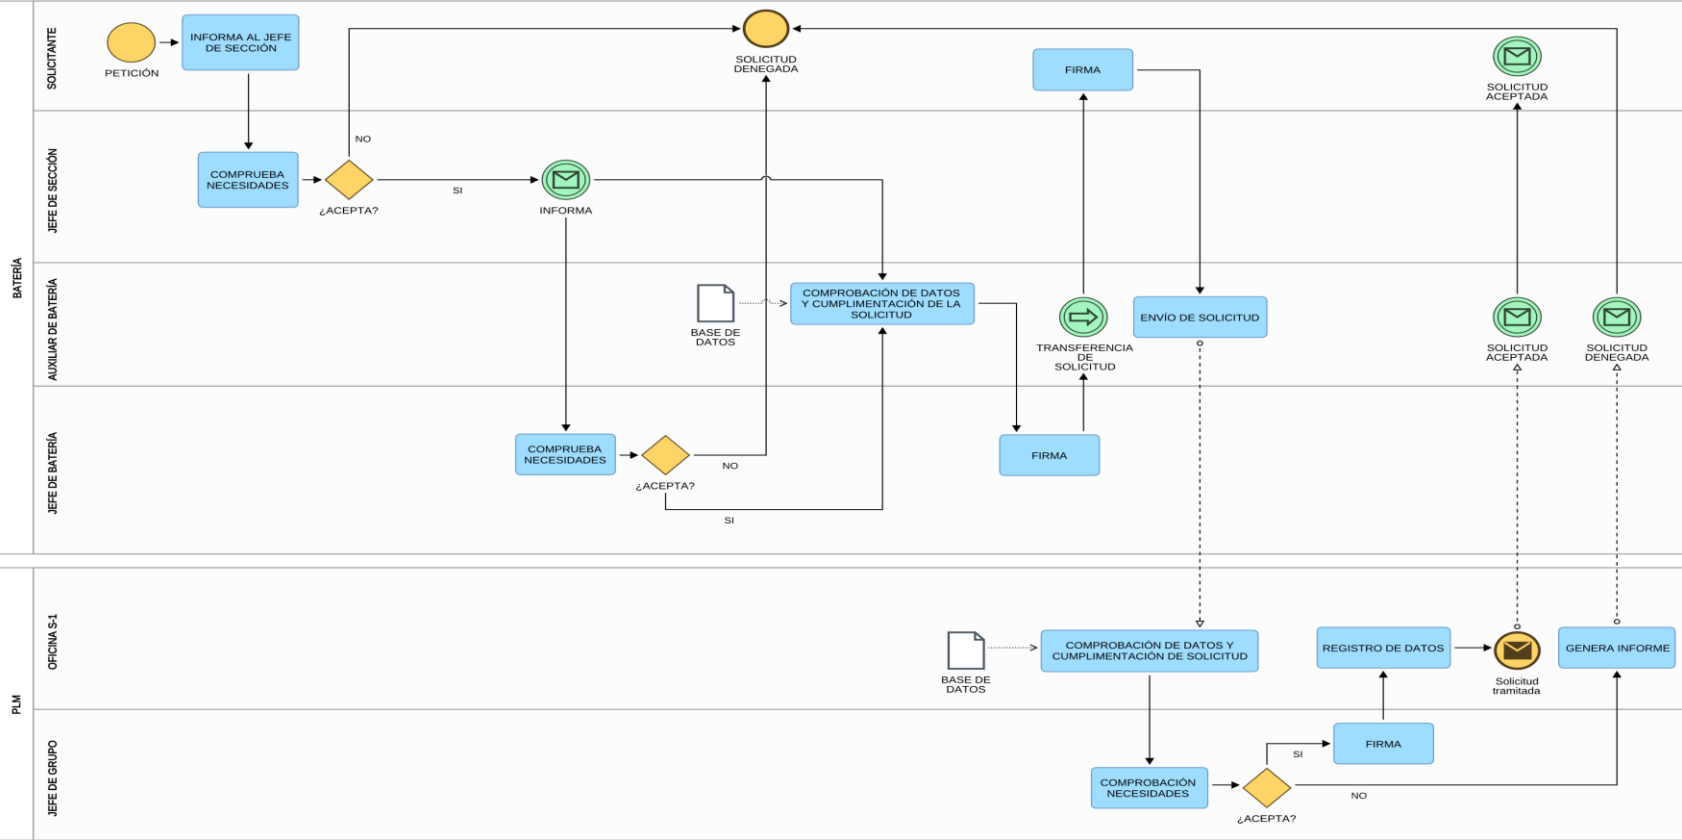 BATERÍA
SOLICITANTE
PETICIÓN
INFORMA AL JEFE
DE SECCIÓN
SOLICITUD
DENEGADA
FIRMA
SOLICITUD
ACEPTADA
JEFE DE SECCIÓN
COMPRUEBA
NECESIDADES
NO
¿ACEPTA?
SI
INFORMA
AUXILIAR DE BATERÍA
BASE DE
DATOS
COMPROBACIÓN DE DATOS
Y CUMPLIMENTACIÓN DE LA
SOLICITUD
TRANSFERENCIA
DE
SOLICITUD
ENVÍO DE SOLICITUD
SOLICITUD
ACEPTADA
SOLICITUD
DENEGADA
JEFE DE BATERÍA
COMPRUEBA
NECESIDADES
¿ACEPTA?
NO
SI
FIRMA
PLM
OFICINA S-1
BASE DE
DATOS
COMPROBACIÓN DE DATOS Y
CUMPLIMENTACIÓN DE SOLICITUD
REGISTRO DE DATOS
Solicitud
tramitada
GENERA INFORME
JEFE DE GRUPO
COMPROBACIÓN
NECESIDADES
¿ACEPTA?
SI
FIRMA
NO